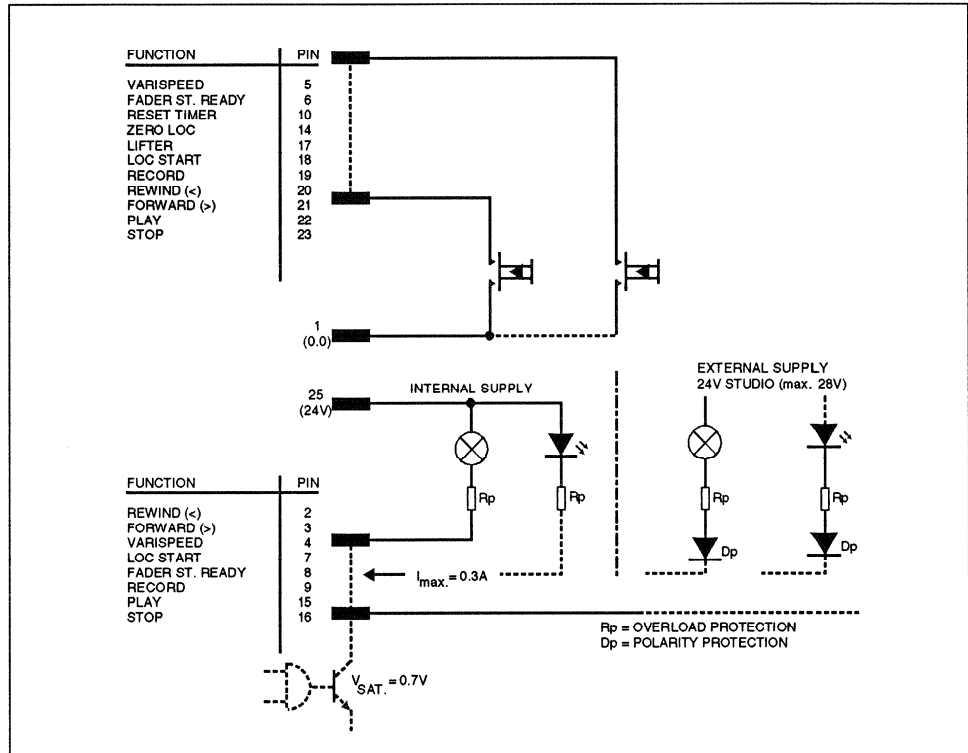 FUNCTION PIN
VARISPEED 5
FADER ST. READY 6
RESET TIMER 10
ZERO LOC 14
LIFTER 17
LOC START 18
RECORD 19
REWIND (<) 20
FORWARD (>) 21
PLAY 22
STOP 23
1
(0.0)
25
(24V)
INTERNAL SUPPLY
EXTERNAL SUPPLY
24V STUDIO (max. 28V)
Rp
Rp
Rp
Rp
Dp
Dp
FUNCTION PIN
REWIND (<) 2
FORWARD (>) 3
VARISPEED 4
LOC START 7
FADER ST. READY 8
RECORD 9
PLAY 15
STOP 16
Imax. = 0.3A
Rp = OVERLOAD PROTECTION
Dp = POLARITY PROTECTION
VSAT. = 0.7V